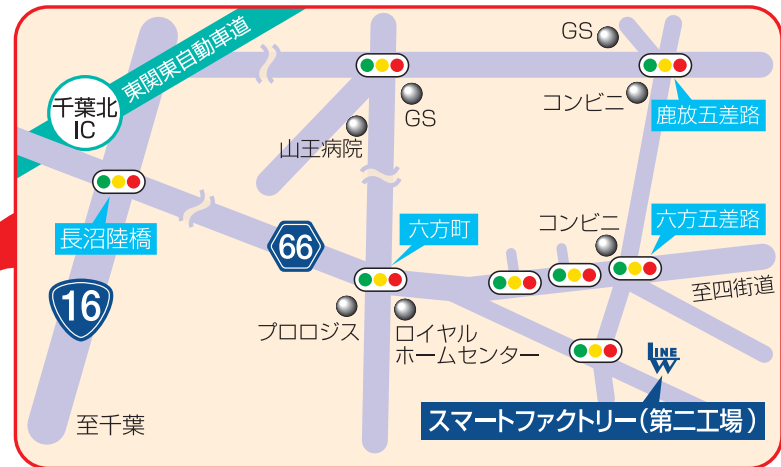 東関東自動車道
千葉北
IC
GS
GS
コンビニ
鹿放五差路
山王病院
長沼陸橋
66
六方町
コンビニ
六方五差路
16
至四街道
プロロジス
ロイヤル
ホームセンター
LINE
W
スマートファクトリー(第二工場)
至千葉